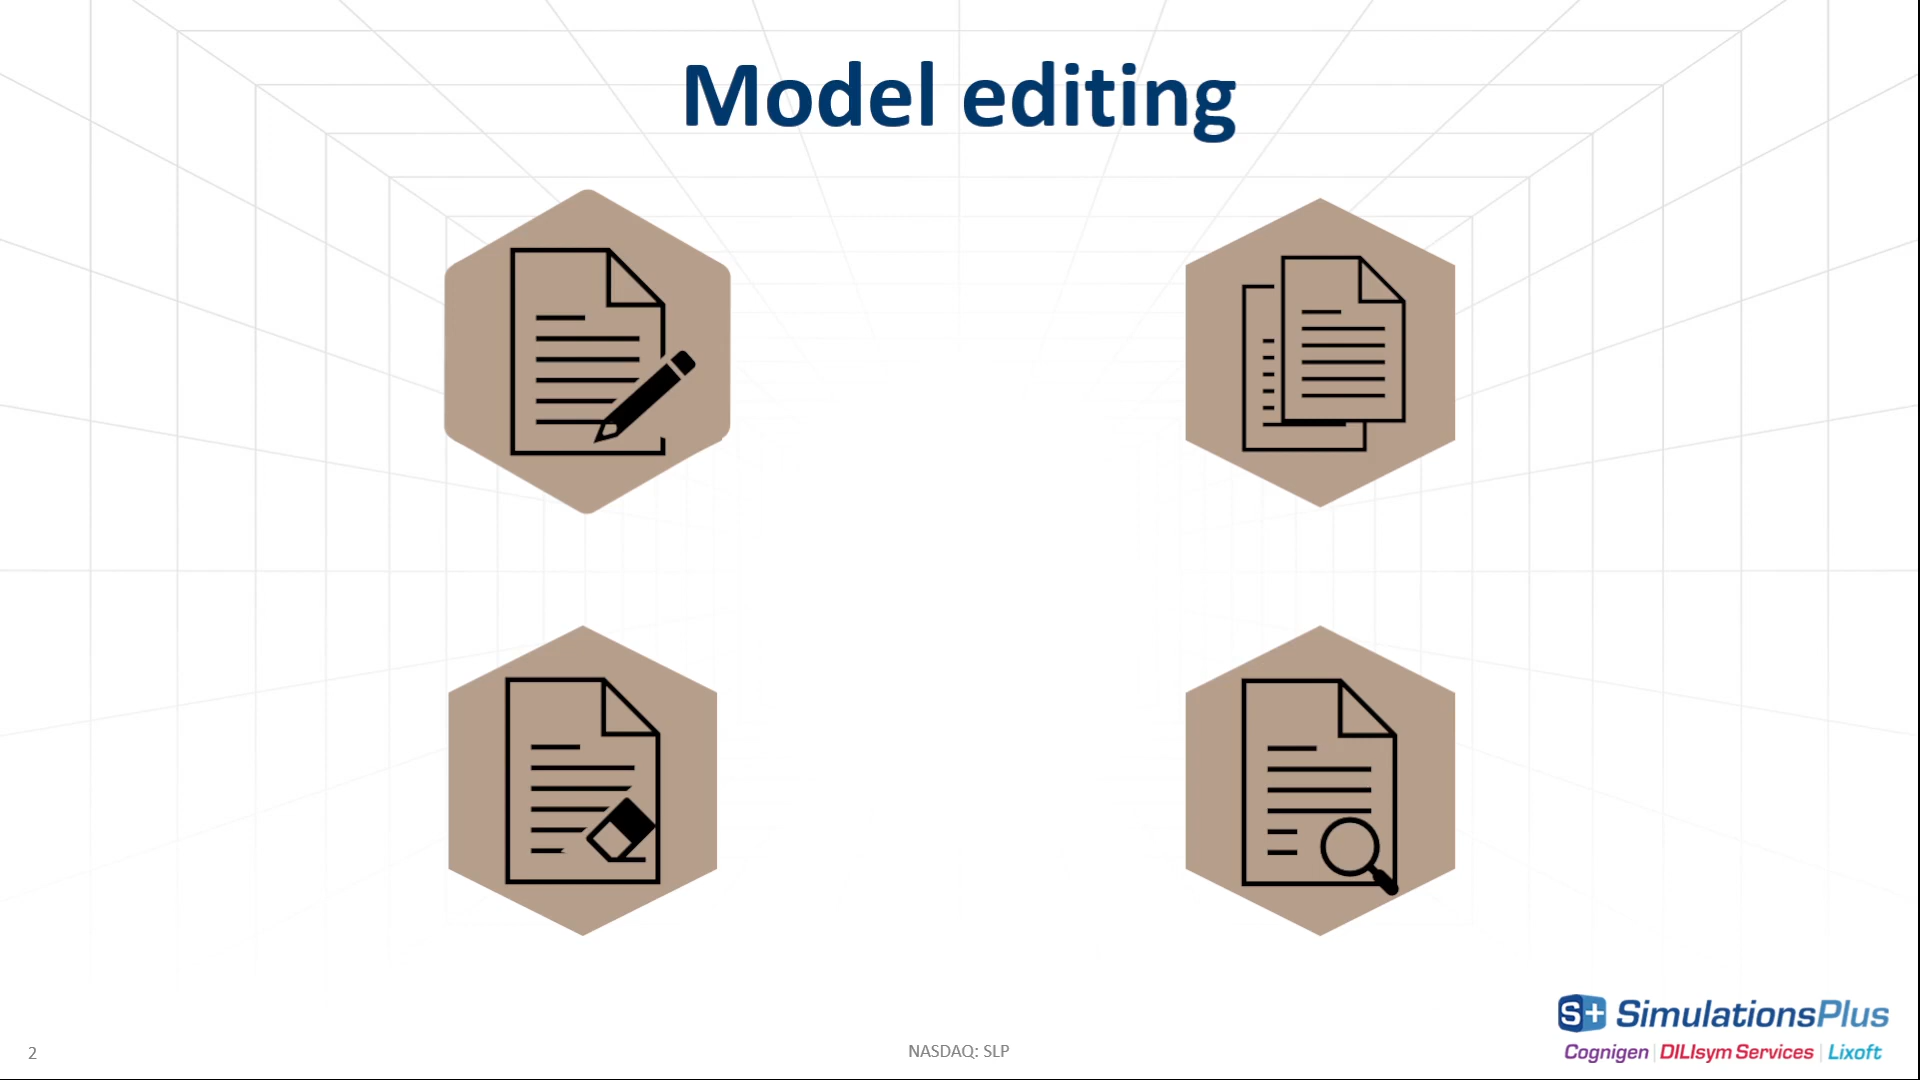 Model editing
S+ SimulationsPlus
Cognigen | DILIsym Services | Lixoft
2
NASDAQ: SLP